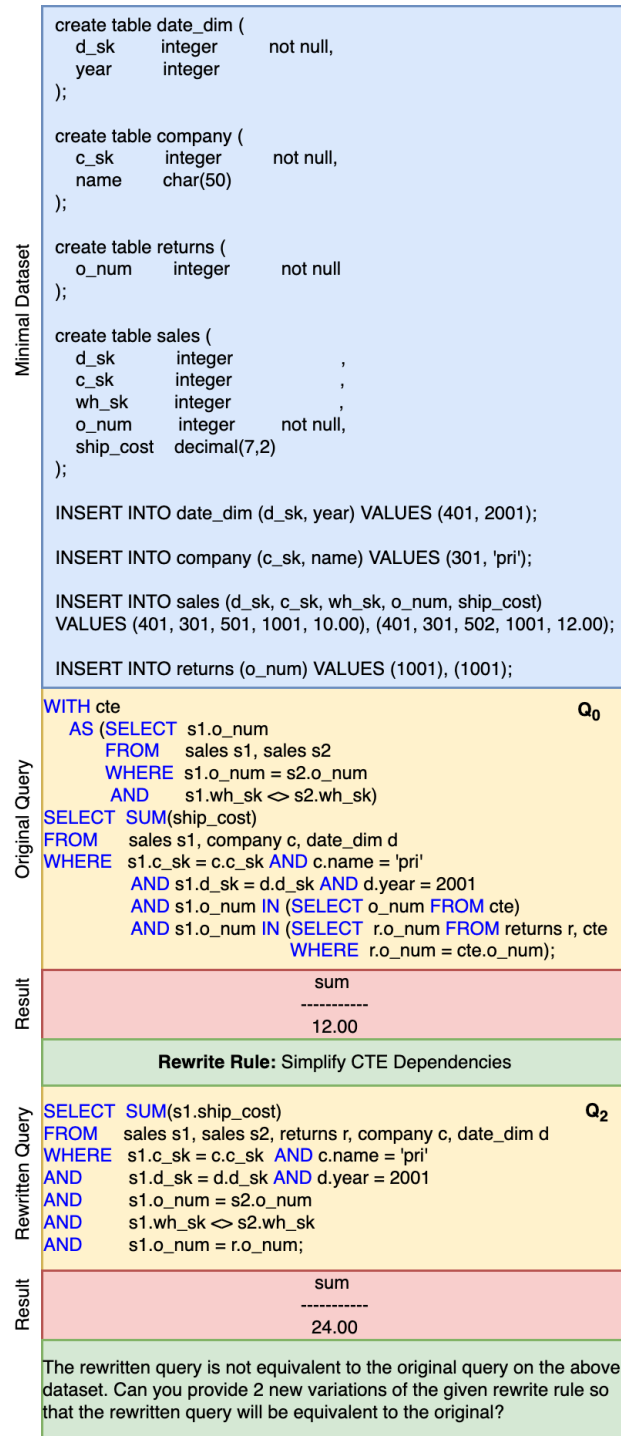 Minimal Dataset
create table date_dim (
d_sk integer not null,
year integer
);
create table company (
c_sk integer not null,
name char(50)
);
create table returns (
o_num integer not null
);
create table sales (
d_sk integer ,
c_sk integer ,
wh_sk integer ,
o_num integer not null,
ship_cost decimal(7,2)
);
INSERT INTO date_dim (d_sk, year) VALUES (401, 2001);
INSERT INTO company (c_sk, name) VALUES (301, 'pri');
INSERT INTO sales (d_sk, c_sk, wh_sk, o_num, ship_cost)
VALUES (401, 301, 501, 1001, 10.00), (401, 301, 502, 1001, 12.00);
INSERT INTO returns (o_num) VALUES (1001), (1001);
Original Query
WITH cte Q0
AS (SELECT s1.o_num
FROM sales s1, sales s2
WHERE s1.o_num = s2.o_num
AND s1.wh_sk <> s2.wh_sk)
SELECT SUM(ship_cost)
FROM sales s1, company c, date_dim d
WHERE s1.c_sk = c.c_sk AND c.name = 'pri'
AND s1.d_sk = d.d_sk AND d.year = 2001
AND s1.o_num IN (SELECT o_num FROM cte)
AND s1.o_num IN (SELECT r.o_num FROM returns r, cte
WHERE r.o_num = cte.o_num);
Result
sum
-----------
12.00
Rewrite Rule: Simplify CTE Dependencies
Rewritten Query
SELECT SUM(s1.ship_cost) Q2
FROM sales s1, sales s2, returns r, company c, date_dim d
WHERE s1.c_sk = c.c_sk AND c.name = 'pri'
AND s1.d_sk = d.d_sk AND d.year = 2001
AND s1.o_num = s2.o_num
AND s1.wh_sk <> s2.wh_sk
AND s1.o_num = r.o_num;
Result
sum
-----------
24.00
The rewritten query is not equivalent to the original query on the above
dataset. Can you provide 2 new variations of the given rewrite rule so
that the rewritten query will be equivalent to the original?